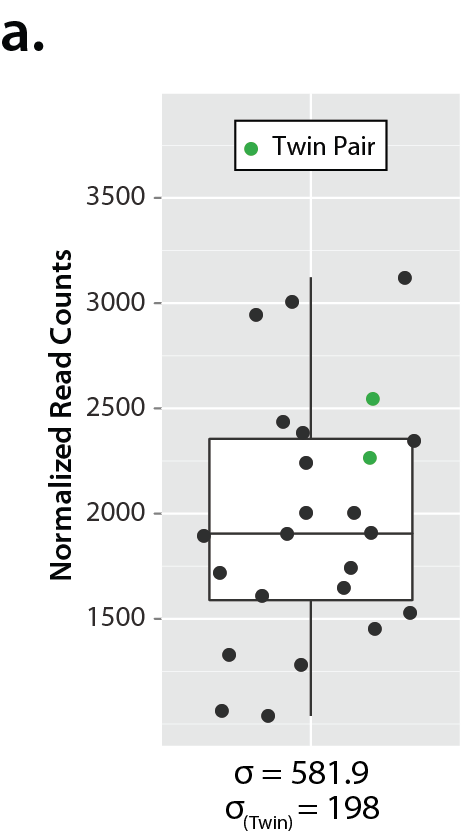 a.
Twin Pair
Normalized Read Counts
3500
3000
2500
2000
1500
σ = 581.9
σ(Twin) = 198